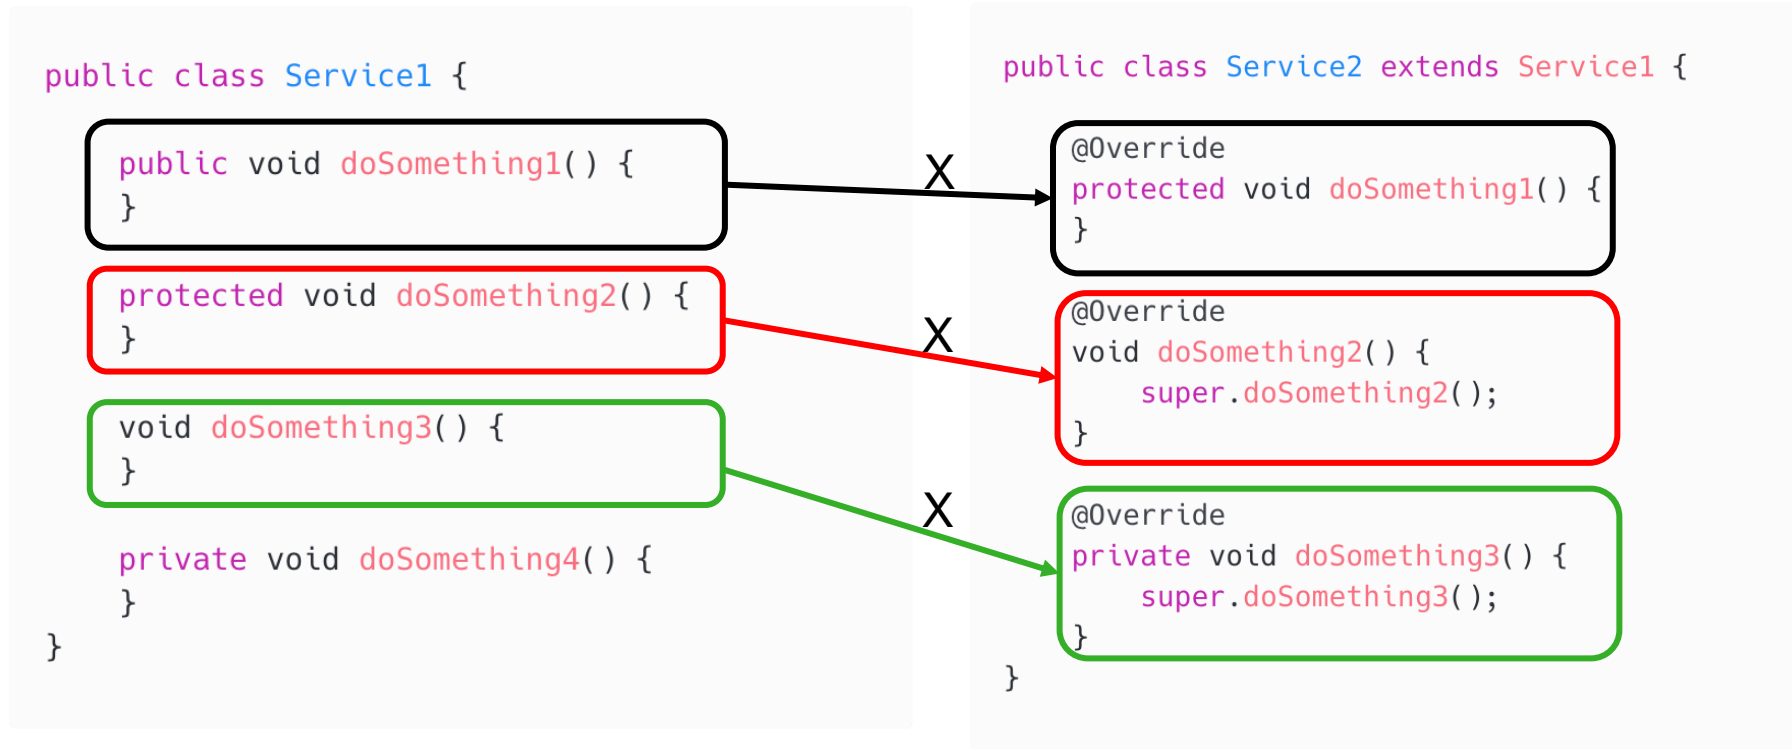 public class Service1 {
public void doSomething1() {
}
protected void doSomething2() {
}
void doSomething3() {
}
private void doSomething4() {
}
}
X
X
X
public class Service2 extends Service1 {
@Override
protected void doSomething1() {
}
@Override
void doSomething2() {
super.doSomething2();
}
@Override
private void doSomething3() {
super.doSomething3();
}
}